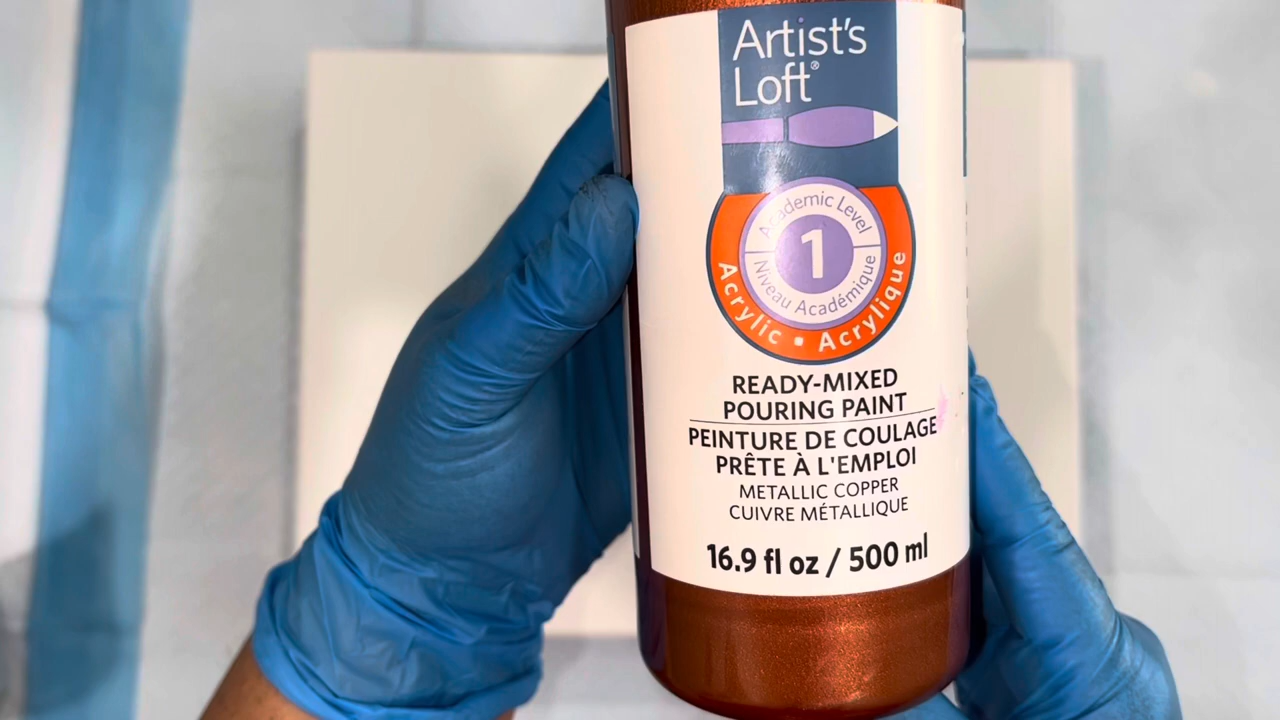 Artist's
Loft®
Academic Level
1
Niveau Académique
Acrylic • Acrylique
READY-MIXED
POURING PAINT
PEINTURE DE COULAGE
PRÊTE À L'EMPLOI
METALLIC COPPER
CUIVRE MÉTALLIQUE
16.9 fl oz / 500 ml